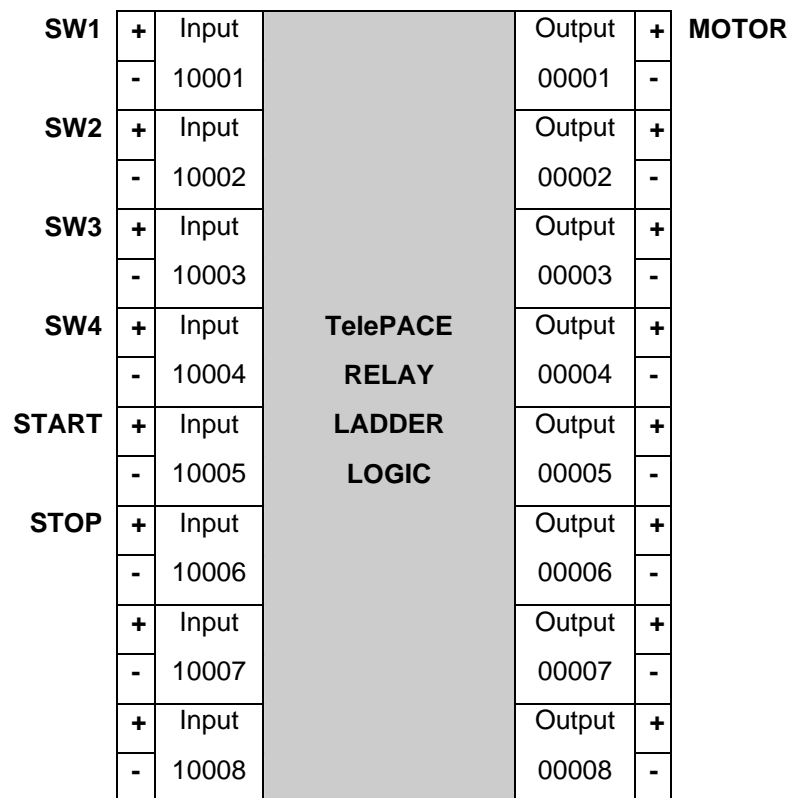 SW1 + Input Output + MOTOR
- 10001 00001 -
SW2 + Input Output +
- 10002 00002 -
SW3 + Input Output +
- 10003 00003 -
SW4 + Input TelePACE Output +
- 10004 RELAY 00004 -
START + Input LADDER Output +
- 10005 LOGIC 00005 -
STOP + Input Output +
- 10006 00006 -
+ Input Output +
- 10007 00007 -
+ Input Output +
- 10008 00008 -